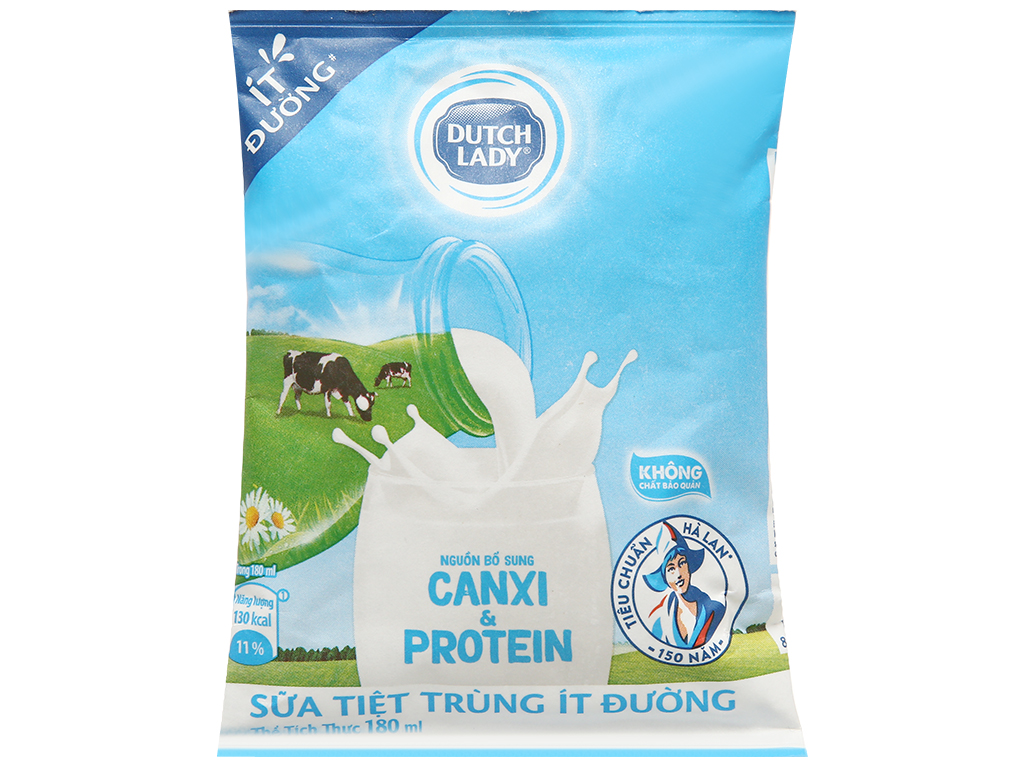 ÍT
ĐƯỜNG#
DUTCH
LADY®
KHÔNG
CHẤT BẢO QUẢN
TIÊU CHUẨN HÀ LAN*
- 150 NĂM -
NGUỒN BỔ SUNG
CANXI
&
PROTEIN
180 ml
Năng lượng
130 kcal
11 %
SỮA TIỆT TRÙNG ÍT ĐƯỜNG
Thể Tích Thực 180 ml